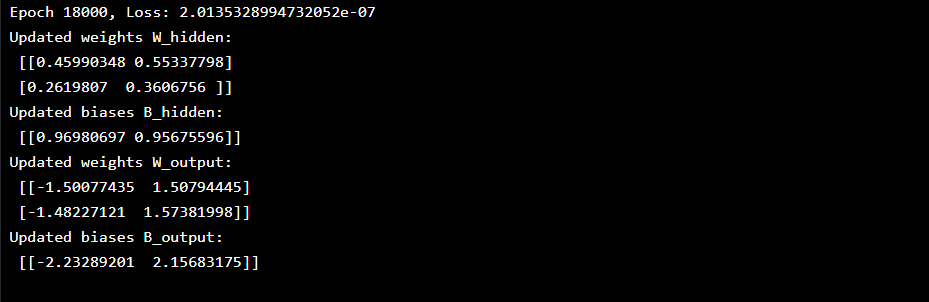 Epoch 18000, Loss: 2.0135328994732052e-07
Updated weights W_hidden:
[[0.45990348 0.55337798]
[0.2619807  0.3606756 ]]
Updated biases B_hidden:
[[0.96980697 0.95675596]]
Updated weights W_output:
[[-1.50077435  1.50794445]
[-1.48227121  1.57381998]]
Updated biases B_output:
[[-2.23289201  2.15683175]]